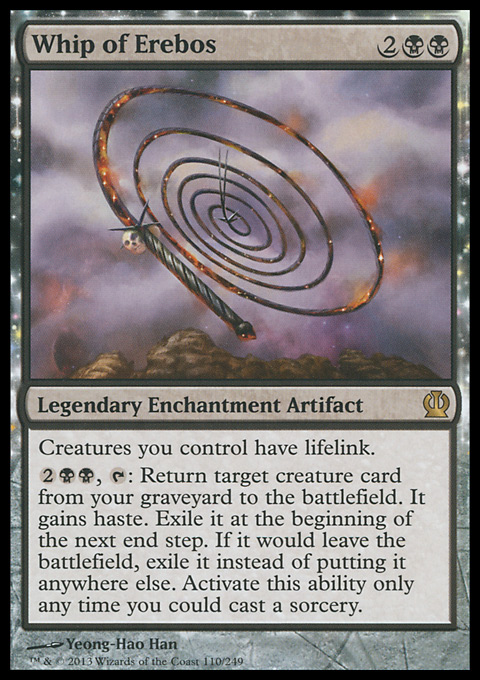 Whip of Erebos 2
Legendary Enchantment Artifact
Creatures you control have lifelink.
2, : Return target creature card
from your graveyard to the battlefield. It
gains haste. Exile it at the beginning of
the next end step. If it would leave the
battlefield, exile it instead of putting it
anywhere else. Activate this ability only
any time you could cast a sorcery.
Yeong-Hao Han
™ & © 2013 Wizards of the Coast 110/249